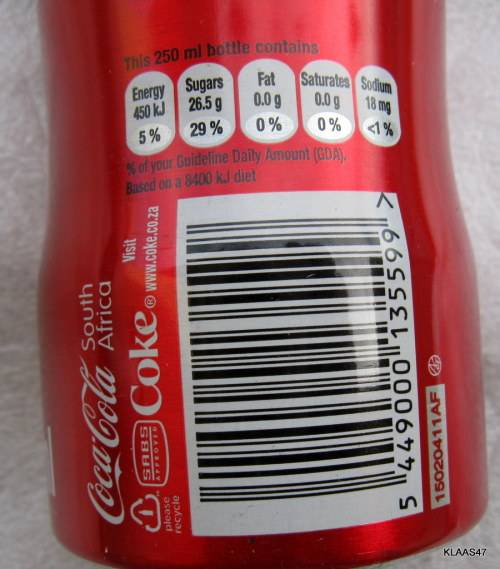 This 250 ml bottle contains
Energy
450 kJ
5 %
Sugars
26.5 g
29 %
Fat
0.0 g
0 %
Saturates
0.0 g
0 %
Sodium
18 mg
<1 %
% of your Guideline Daily Amount (GDA).
Based on a 8400 kJ diet
Coca-Cola South Africa
Visit
Coke® www.coke.co.za
SABS
APPROVED
please
recycle
5 449000 135599 >
15020411AF
KLAAS47